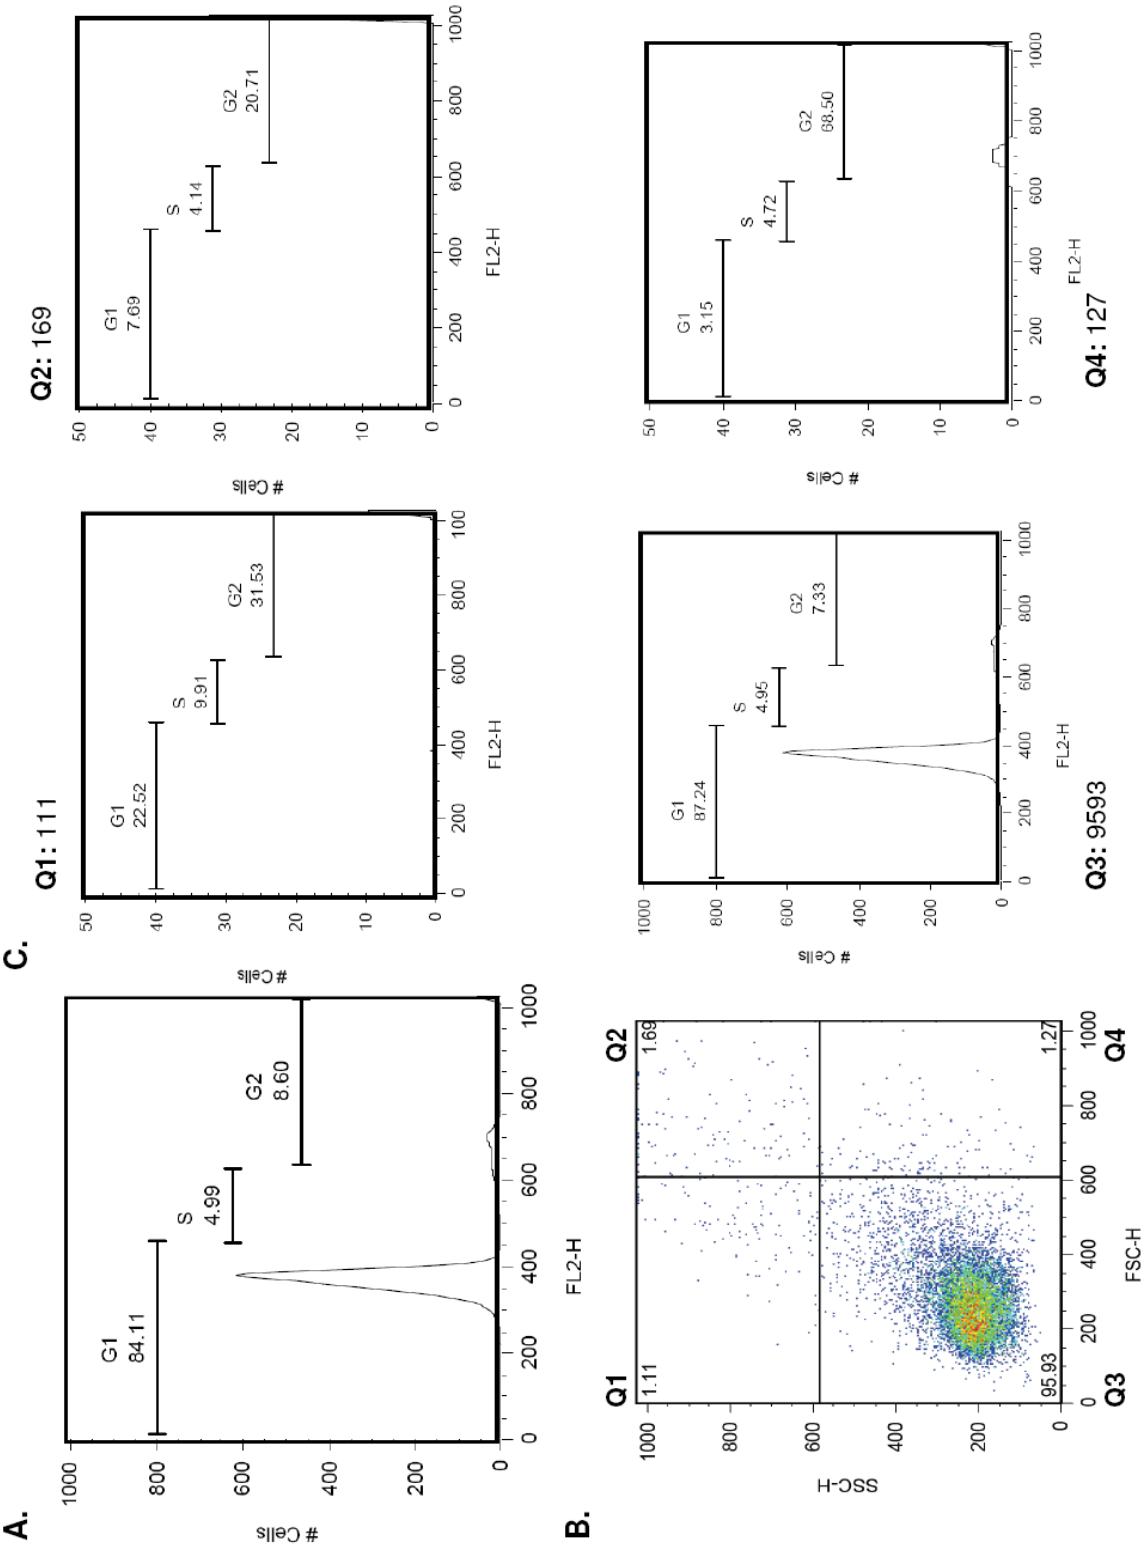 A.
1000
800
600
400
200
0
# Cells
G1
84.11
S
4.99
G2
8.60
0
200
400
600
800
1000
FL2-H
B.
Q1
Q2
1.11
1.69
1000
800
600
400
200
0
SSC-H
95.93
1.27
0
200
400
600
800
1000
Q3
FSC-H
Q4
C.
Q1: 111
50
40
30
20
10
0
# Cells
G1
22.52
S
9.91
G2
31.53
0
200
400
600
800
100
FL2-H
Q2: 169
50
40
30
20
10
0
# Cells
G1
7.69
S
4.14
G2
20.71
0
200
400
600
800
1000
FL2-H
1000
800
600
400
200
0
# Cells
G1
87.24
S
4.95
G2
7.33
0
200
400
600
800
1000
FL2-H
Q3: 9593
50
40
30
20
10
0
# Cells
G1
3.15
S
4.72
G2
68.50
0
200
400
600
800
1000
FL2-H
Q4: 127